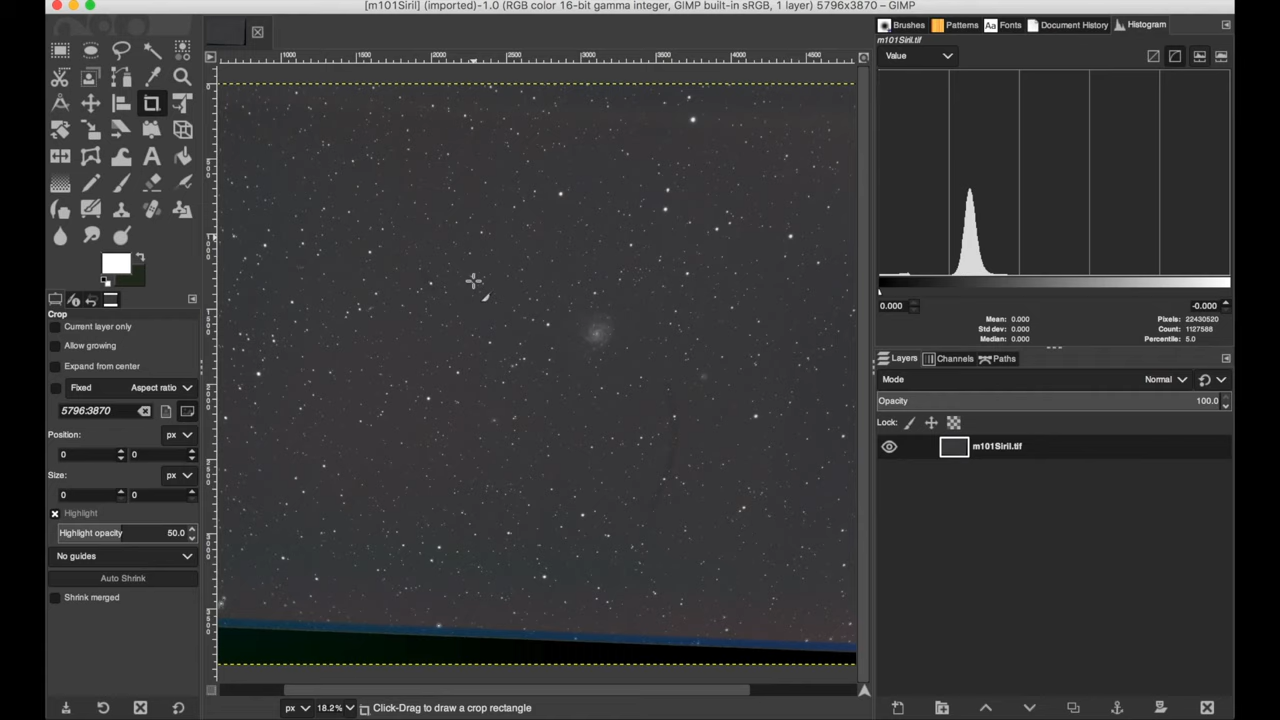 [m101Siril] (imported)-1.0 (RGB color 16-bit gamma integer, GIMP built-in sRGB, 1 layer) 5796x3870 – GIMP
Brushes Patterns Aa Fonts Document History Histogram
m101Siril.tif
Value
1000 1500 2000 2500 3000 3500 4000 4500
0.000 -0.000
Mean: 0.000 Pixels: 22430520
Std dev: 0.000 Count: 1127588
Median: 0.000 Percentile: 5.0
Layers Channels Paths
Mode Normal
Opacity 100.0
Lock:
m101Siril.tif
Crop
Current layer only
Allow growing
Expand from center
Fixed Aspect ratio
5796:3870
Position: px
0 0
Size: px
0 0
Highlight
Highlight opacity 50.0
No guides
Auto Shrink
Shrink merged
px 18.2% Click-Drag to draw a crop rectangle